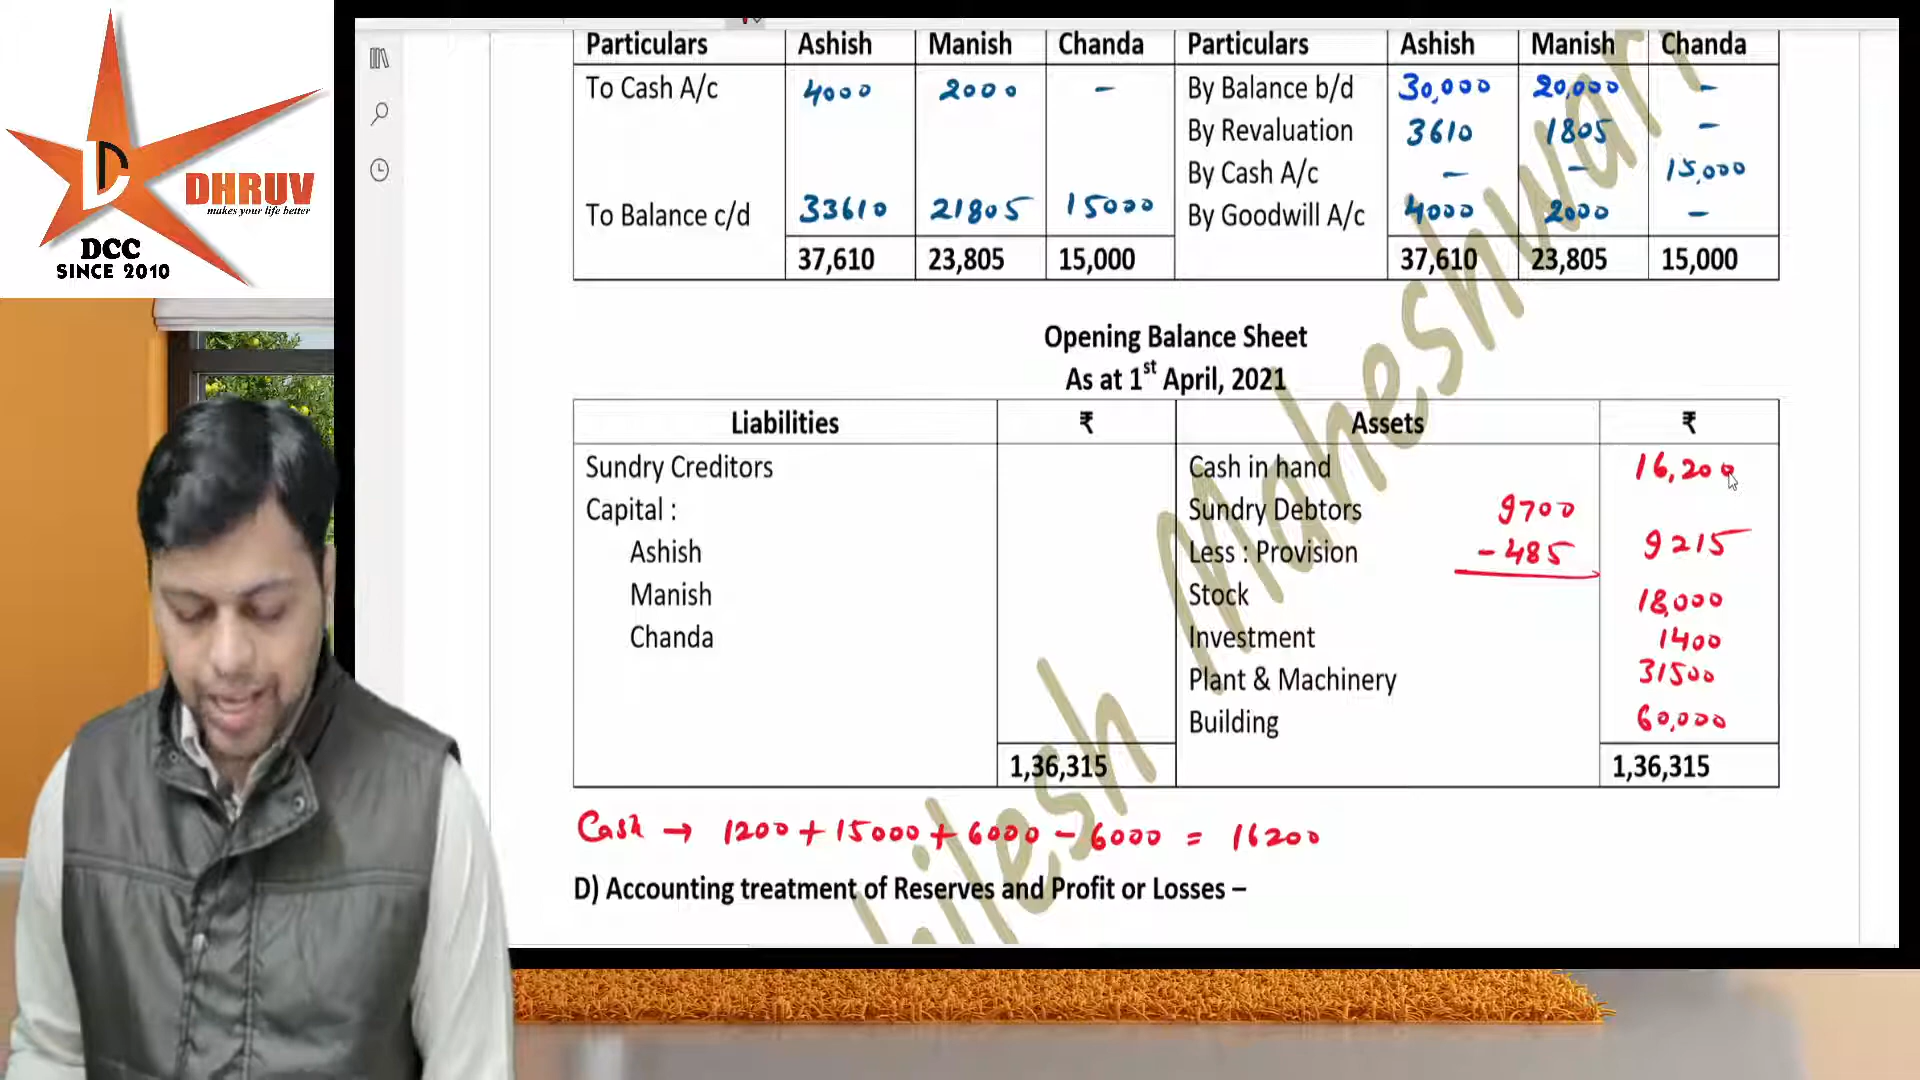 DC
DHRUV
makes your life better
DCC
SINCE 2010
Particulars Ashish Manish Chanda Particulars Ashish Manish Chanda
To Cash A/c 4000 2000 - By Balance b/d 30,000 20,000 -
By Revaluation 3610 1805 -
By Cash A/c - - 15,000
To Balance c/d 33610 21805 15000 By Goodwill A/c 4000 2000 -
37,610 23,805 15,000 37,610 23,805 15,000
Opening Balance Sheet
As at 1st April, 2021
Liabilities ₹ Assets ₹
Sundry Creditors Cash in hand 16,200
Capital : Sundry Debtors 9700
Ashish Less : Provision - 485 9215
Manish Stock 18,000
Chanda Investment 1400
Plant & Machinery 31500
Building 60,000
1,36,315 1,36,315
Cash → 1200 + 15000 + 6000 - 6000 = 16200
D) Accounting treatment of Reserves and Profit or Losses –
hilesh Maheshwari